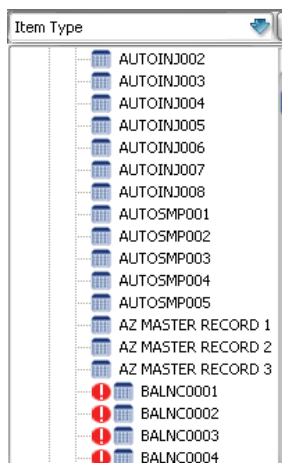 Item Type
AUTOINJ002
AUTOINJ003
AUTOINJ004
AUTOINJ005
AUTOINJ006
AUTOINJ007
AUTOINJ008
AUTOSMP001
AUTOSMP002
AUTOSMP003
AUTOSMP004
AUTOSMP005
AZ MASTER RECORD 1
AZ MASTER RECORD 2
AZ MASTER RECORD 3
BALNC0001
BALNC0002
BALNC0003
BALNC0004